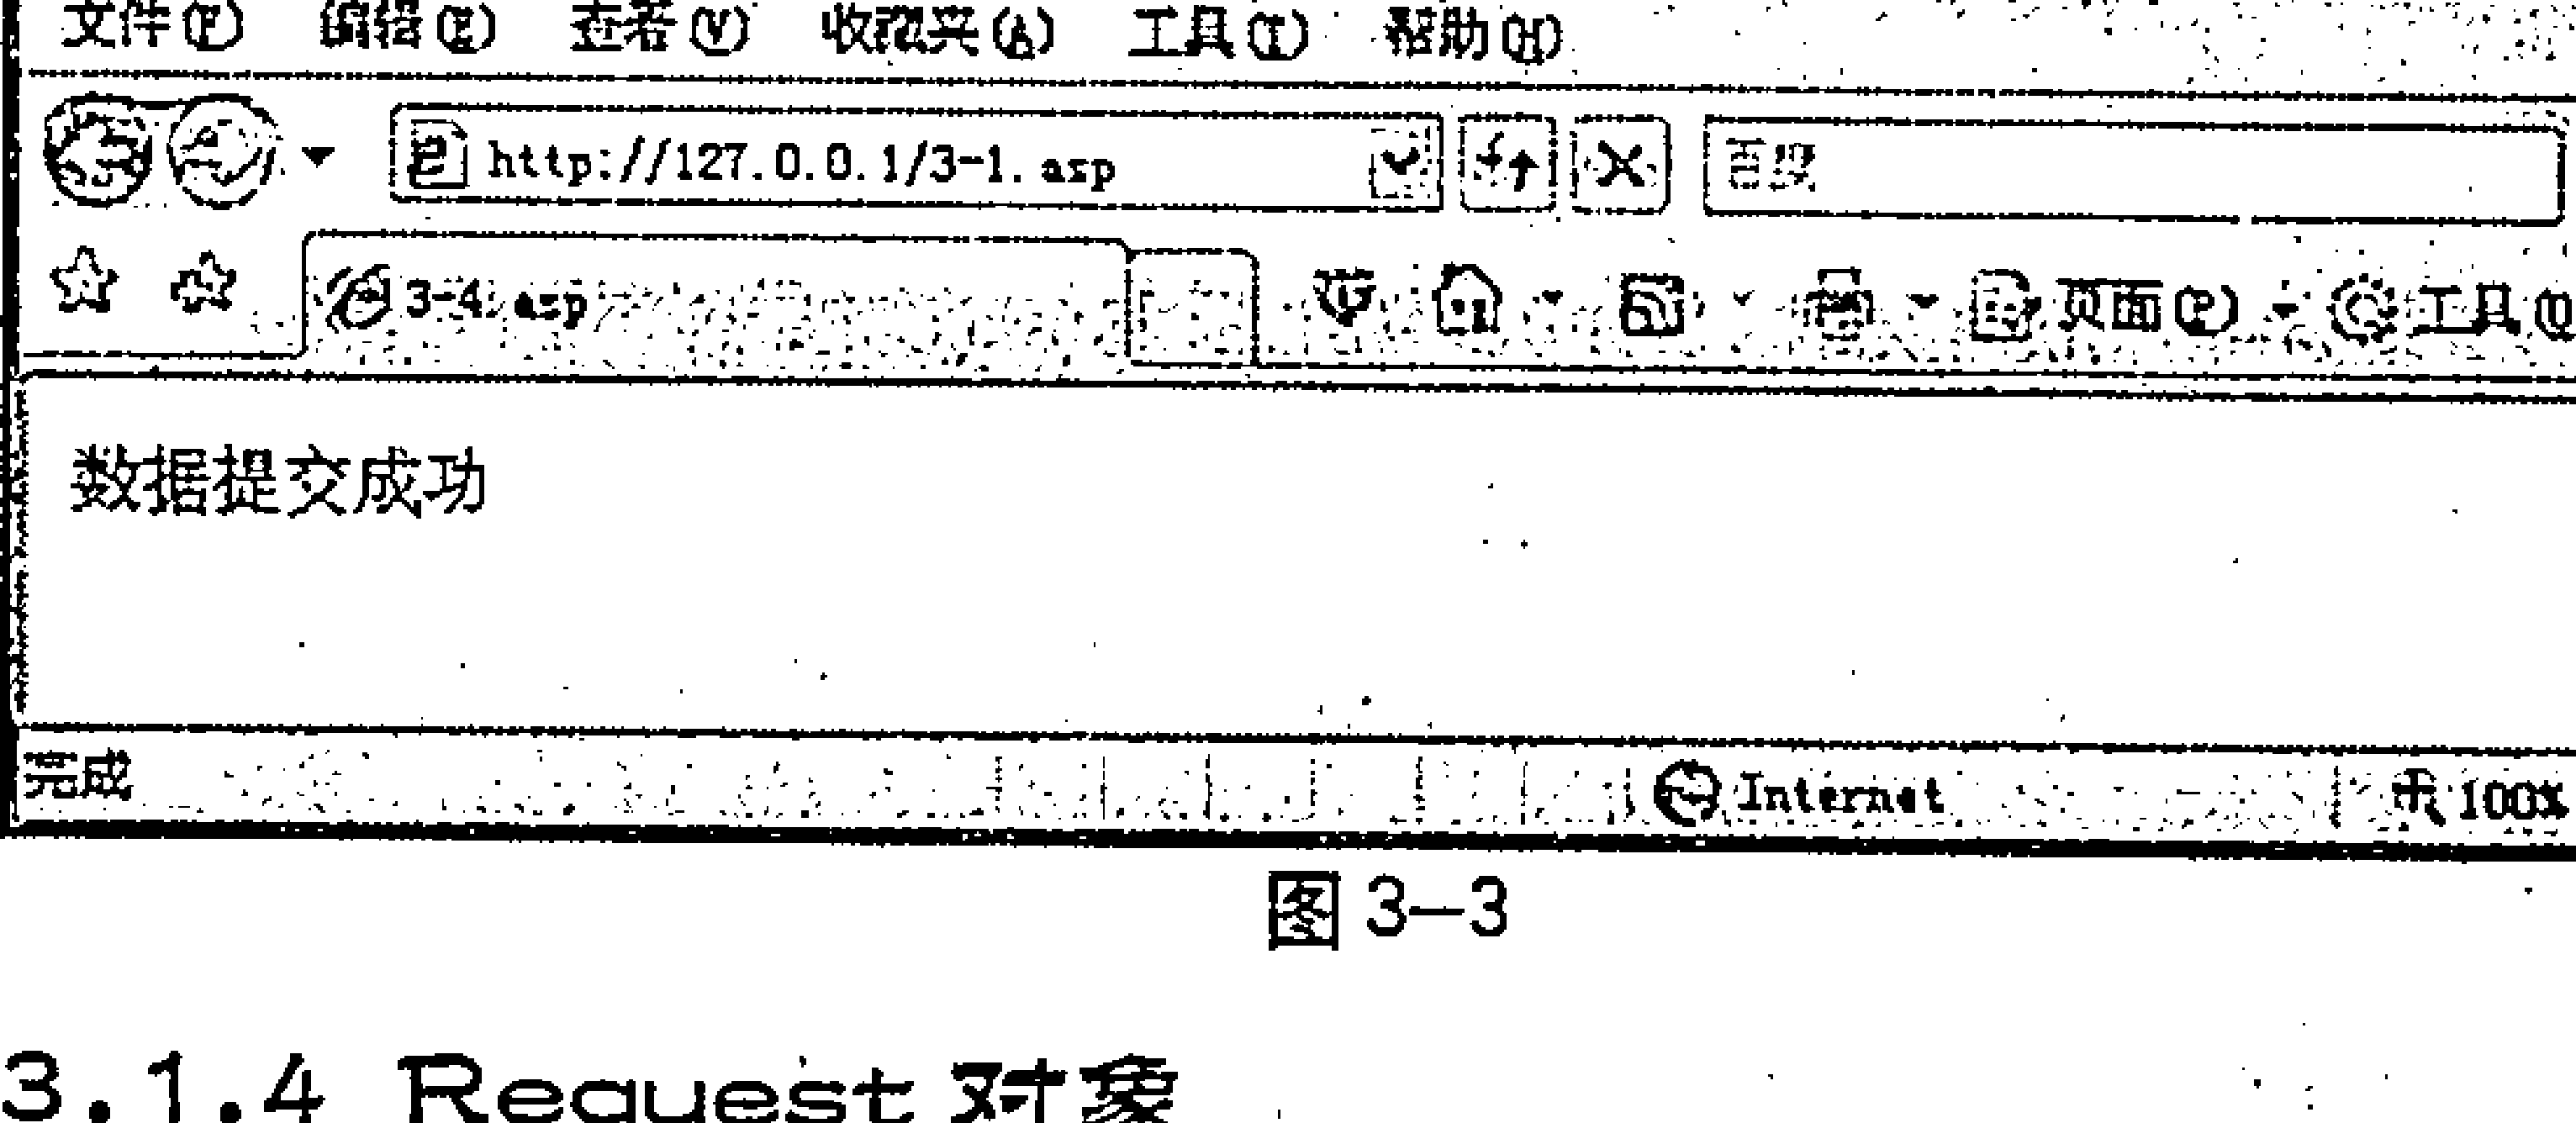 文件(F) 编辑(E) 查看(V) 收藏夹(A) 工具(T) 帮助(H)
http://127.0.0.1/3-1.asp 百度
3-4.asp 页面(P) 工具(O
数据提交成功
完成 Internet 100%
图 3-3
3.1.4 Request 对象